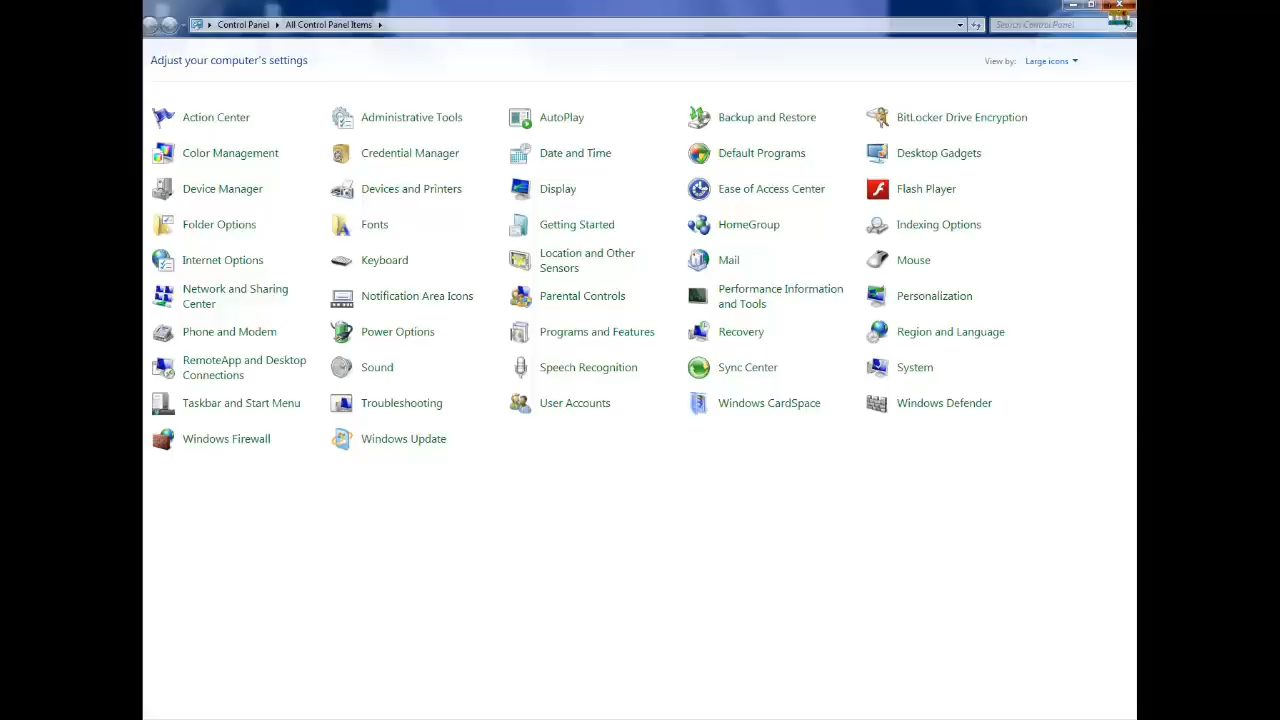 Control Panel All Control Panel Items Search Control Panel
Adjust your computer's settings View by: Large icons
Action Center Administrative Tools AutoPlay Backup and Restore BitLocker Drive Encryption
Color Management Credential Manager Date and Time Default Programs Desktop Gadgets
Device Manager Devices and Printers Display Ease of Access Center Flash Player
Folder Options Fonts Getting Started HomeGroup Indexing Options
Internet Options Keyboard Location and Other Sensors Mail Mouse
Network and Sharing Center Notification Area Icons Parental Controls Performance Information and Tools Personalization
Phone and Modem Power Options Programs and Features Recovery Region and Language
RemoteApp and Desktop Connections Sound Speech Recognition Sync Center System
Taskbar and Start Menu Troubleshooting User Accounts Windows CardSpace Windows Defender
Windows Firewall Windows Update